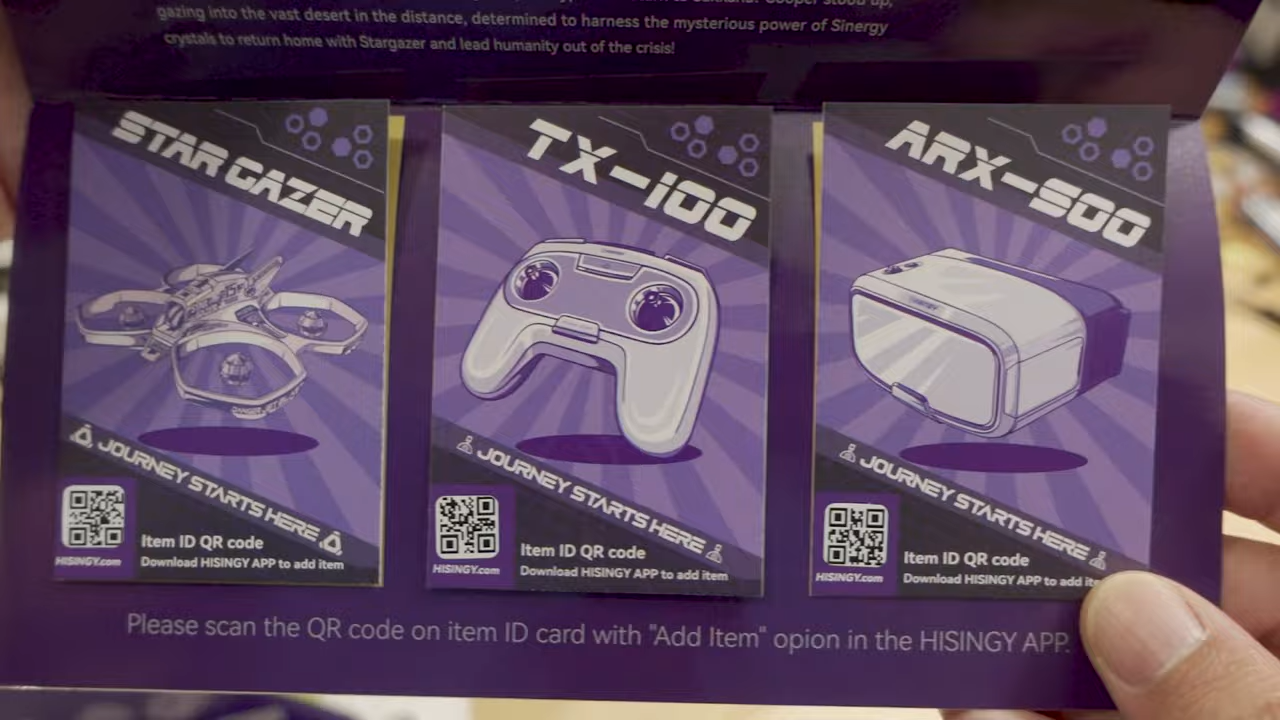 gazing into the vast desert in the distance, determined to harness the mysterious power of Sinergy
crystals to return home with Stargazer and lead humanity out of the crisis!
STAR GAZER
JOURNEY STARTS HERE
HISINGY.com
Item ID QR code
Download HISINGY APP to add item
TX-100
JOURNEY STARTS HERE
HISINGY.com
Item ID QR code
Download HISINGY APP to add item
ARX-500
JOURNEY STARTS HERE
HISINGY.com
Item ID QR code
Download HISINGY APP to add ite
Please scan the QR code on item ID card with "Add Item" opion in the HISINGY APP.